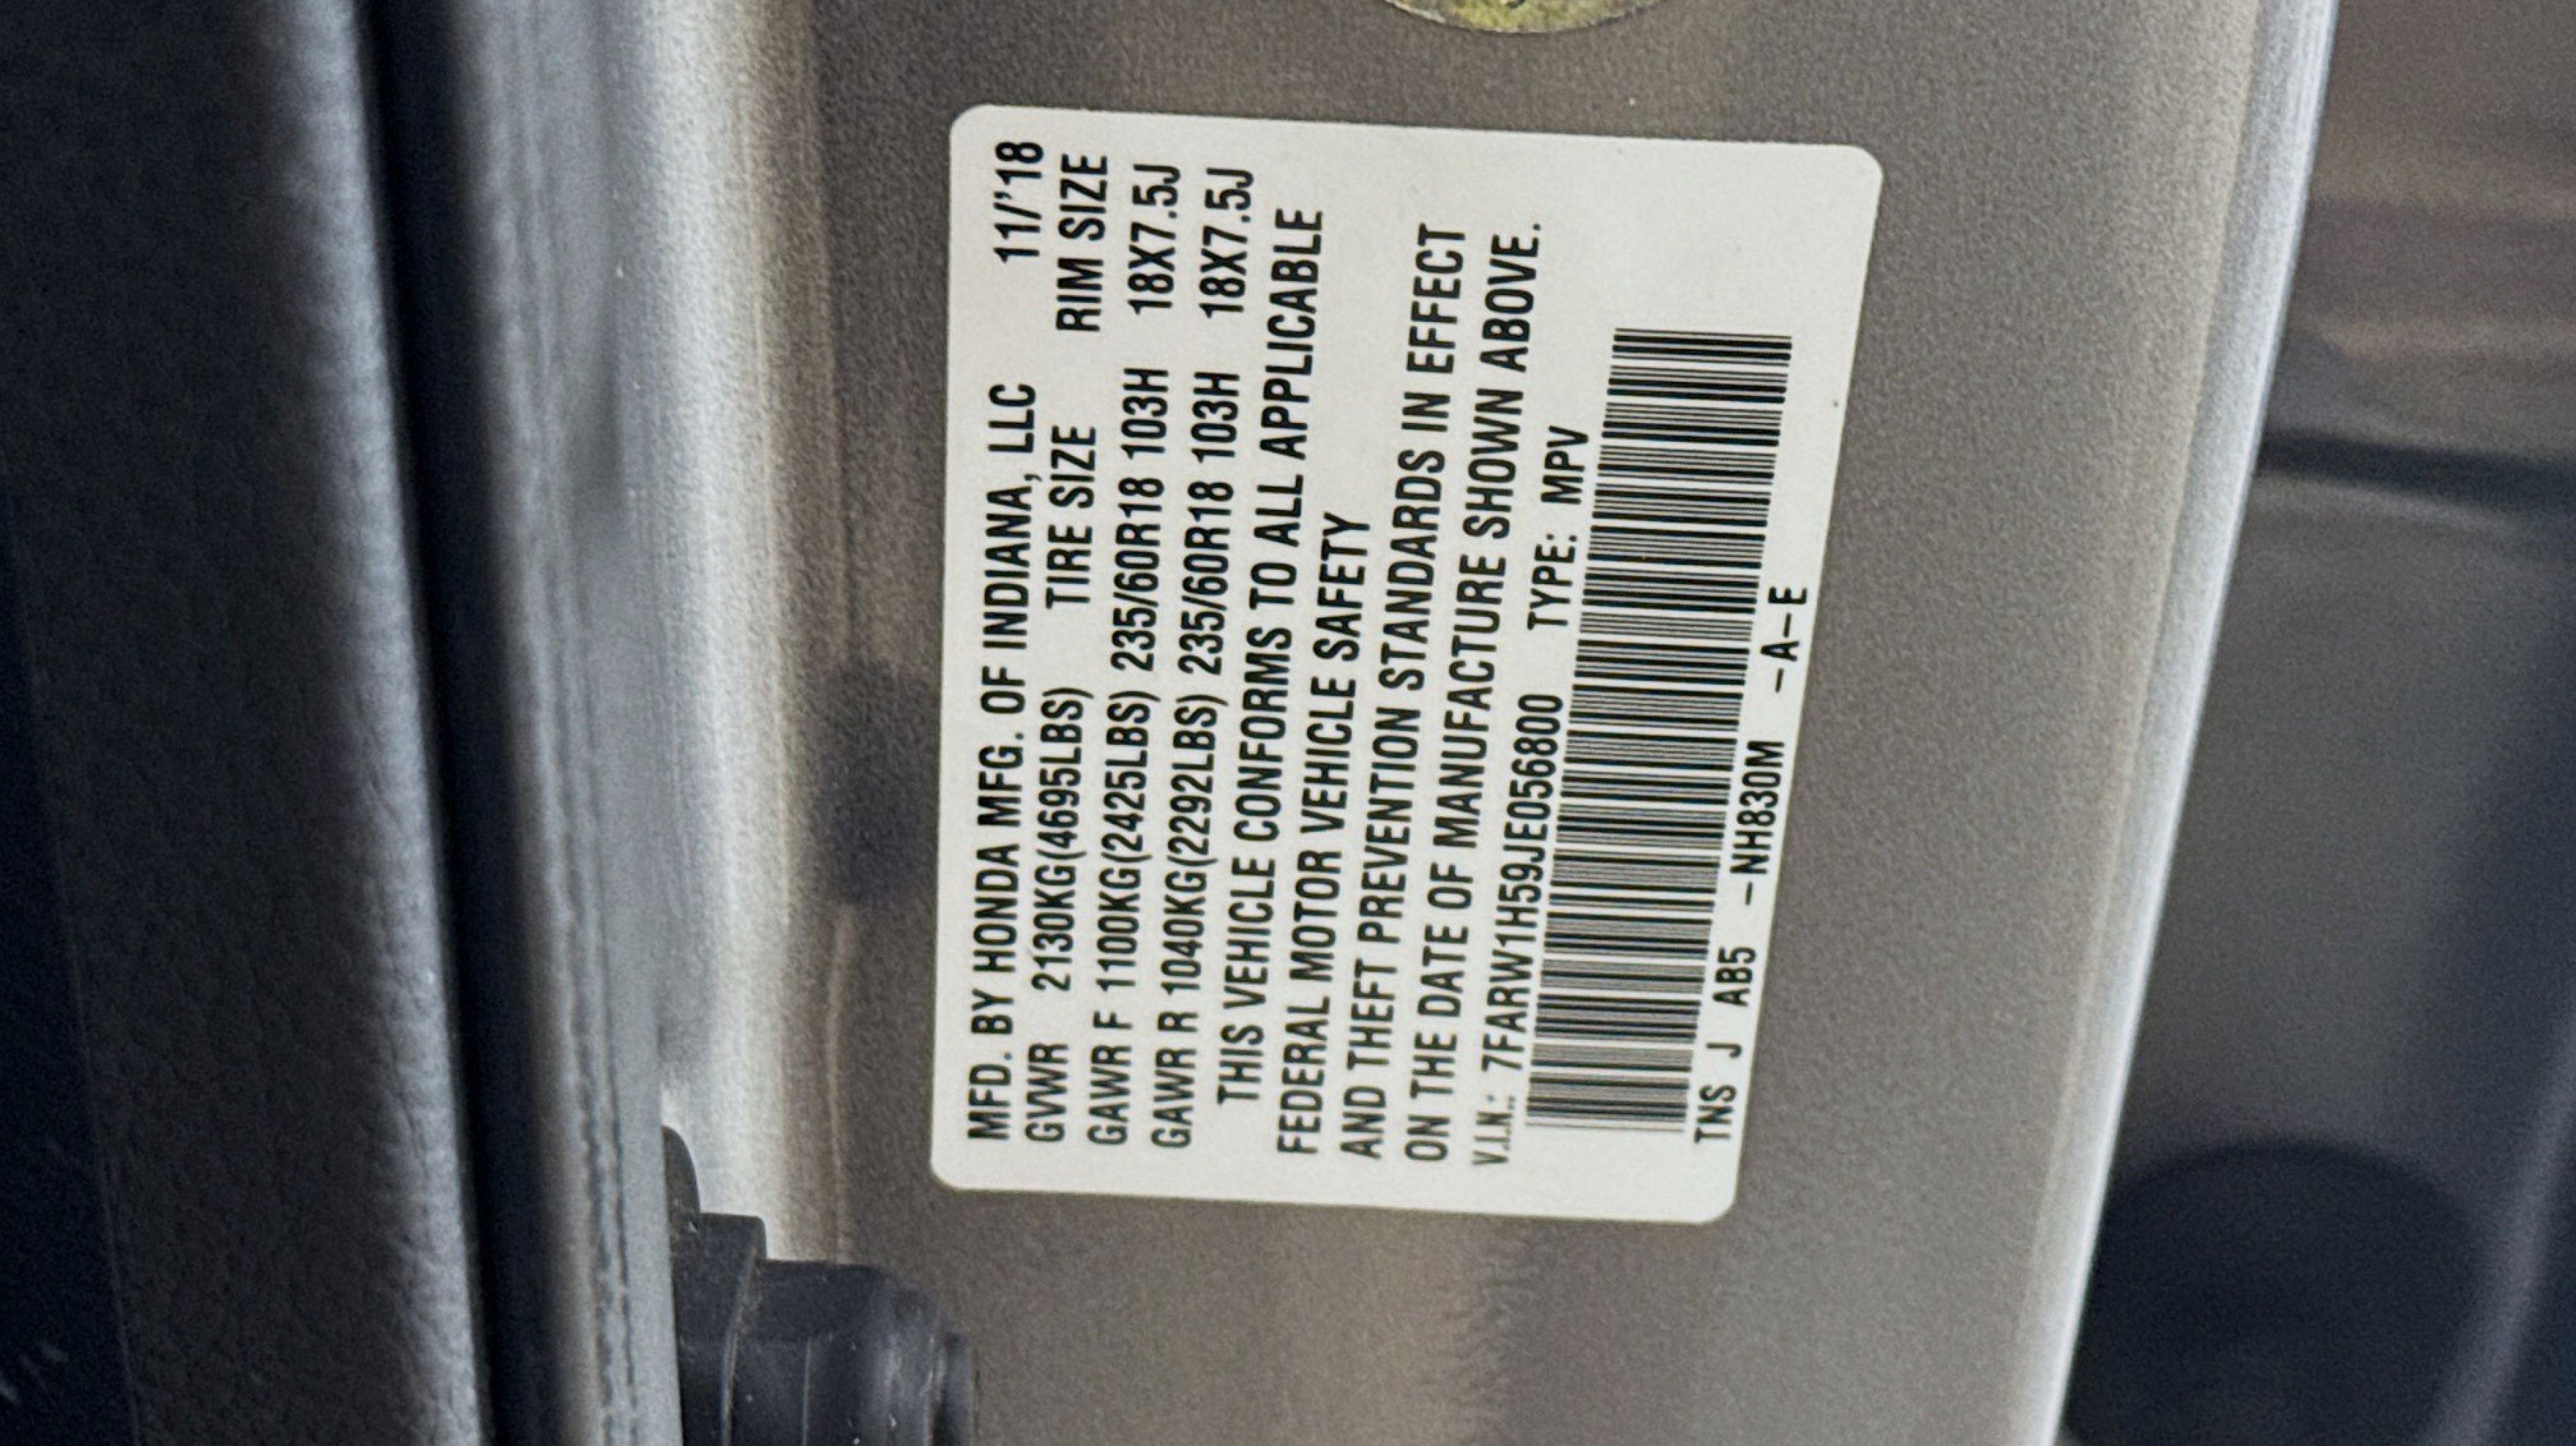 MFD. BY HONDA MFG. OF INDIANA, LLC 11/'18
GVWR 2130KG(4695LBS) TIRE SIZE RIM SIZE
GAWR F 1100KG(2425LBS) 235/60R18 103H 18X7.5J
GAWR R 1040KG(2292LBS) 235/60R18 103H 18X7.5J
THIS VEHICLE CONFORMS TO ALL APPLICABLE
FEDERAL MOTOR VEHICLE SAFETY
AND THEFT PREVENTION STANDARDS IN EFFECT
ON THE DATE OF MANUFACTURE SHOWN ABOVE.
V.I.N.: 7FARW1H59JE056800 TYPE: MPV
TNS J AB5 -NH830M -A-E